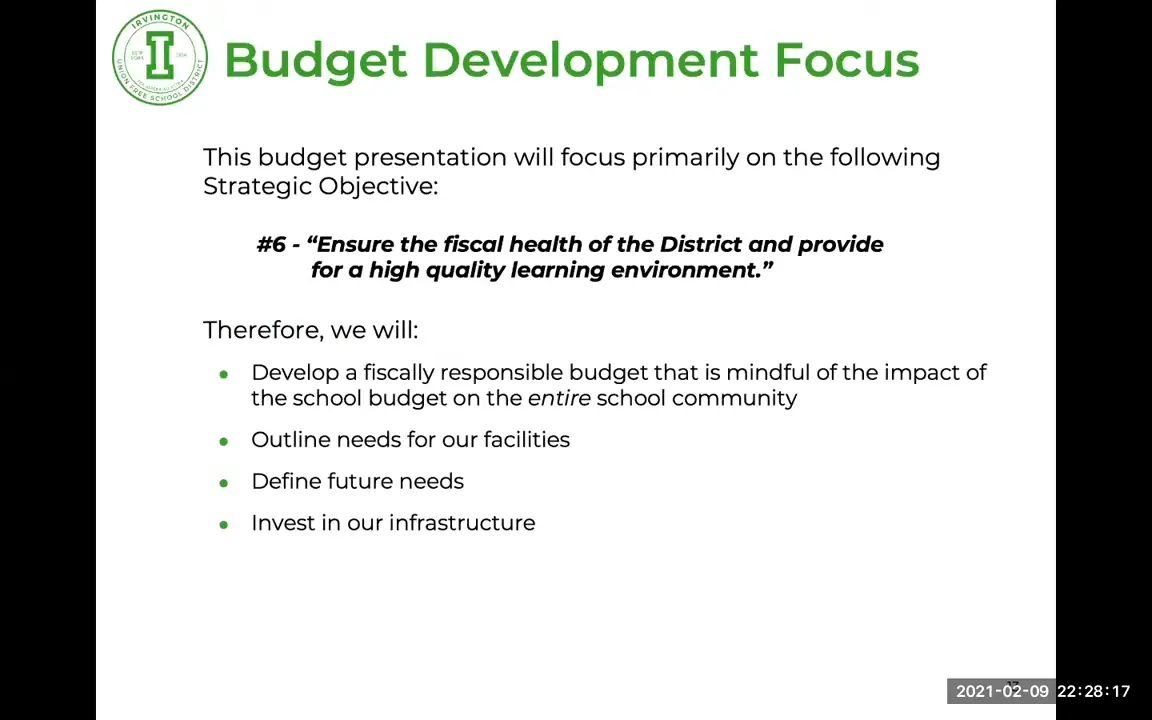 IRVINGTON
UNION FREE SCHOOL DISTRICT
Budget Development Focus
This budget presentation will focus primarily on the following
Strategic Objective:
#6 - “Ensure the fiscal health of the District and provide
for a high quality learning environment.”
Therefore, we will:
● Develop a fiscally responsible budget that is mindful of the impact of
the school budget on the entire school community
● Outline needs for our facilities
● Define future needs
● Invest in our infrastructure
2021-02-09 22:28:17